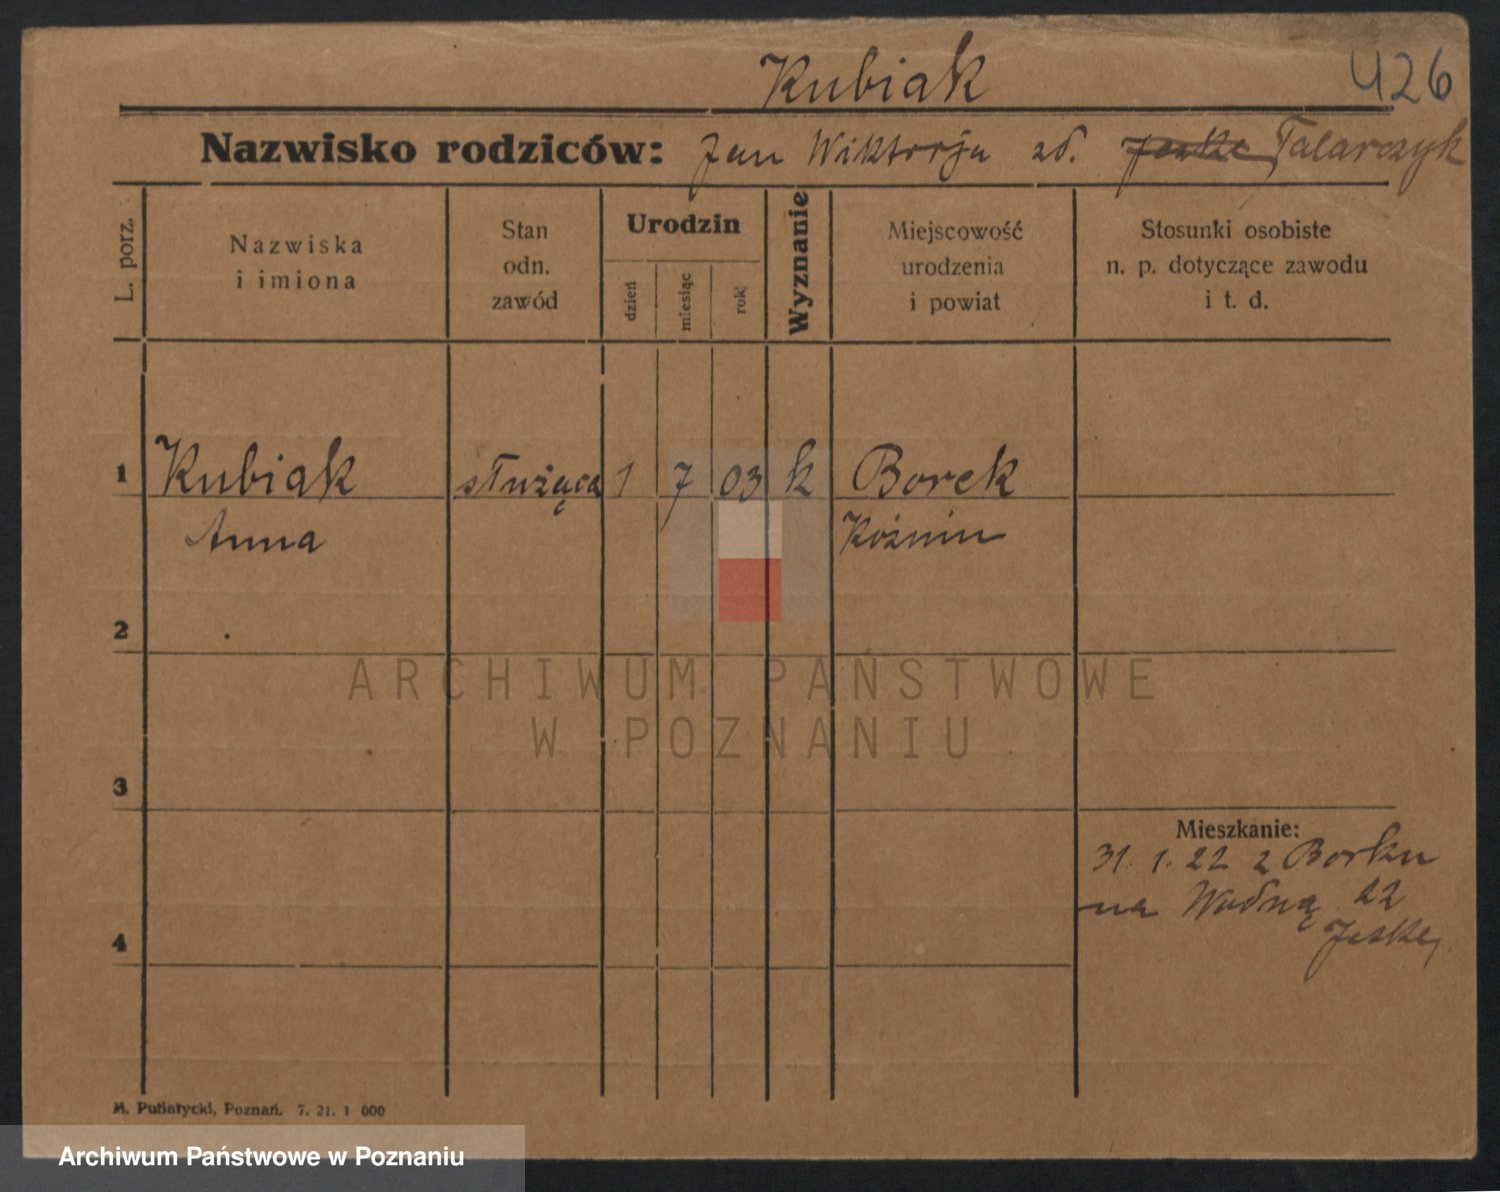 Kubiak 426
Nazwisko rodziców: Jan Wiktorja zd. Jeske Talarczyk
L. porz.
Nazwiska
i imiona
Stan
odn.
zawód
Urodzin
dzień
miesiąc
rok
Wyznanie
Miejscowość
urodzenia
i powiat
Stosunki osobiste
n. p. dotyczące zawodu
i t. d.
1 Kubiak służąca 1 7 03 k Borek
Anna Koźmin
2
ARCHIWUM PAŃSTWOWE
W POZNANIU
3
Mieszkanie:
31. 1. 22 z Borku
na Wodną 22
4
M. Putiatycki, Poznań. 7. 21. 1 000
Archiwum Państwowe w Poznaniu